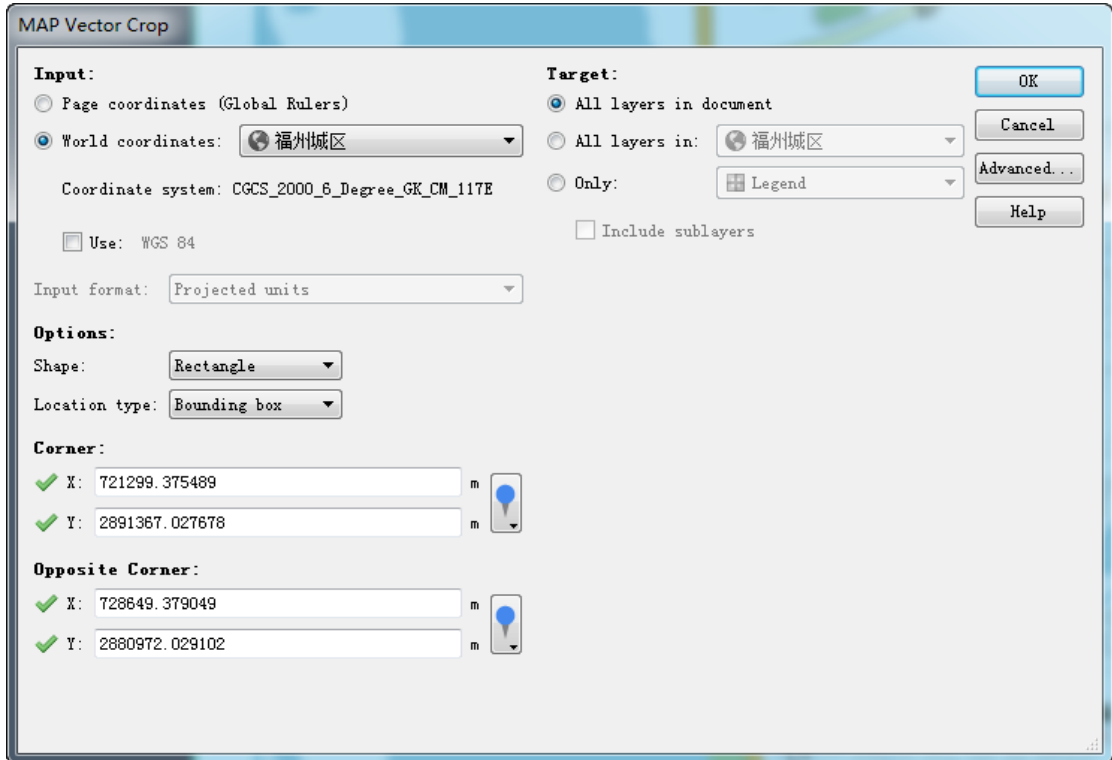 MAP Vector Crop
Input:
Page coordinates (Global Rulers)
World coordinates: 福州城区
Coordinate system: CGCS_2000_6_Degree_GK_CM_117E
Use: WGS 84
Input format: Projected units
Options:
Shape: Rectangle
Location type: Bounding box
Corner:
X: 721299.375489 m
Y: 2891367.027678 m
Opposite Corner:
X: 728649.379049 m
Y: 2880972.029102 m
Target:
All layers in document
All layers in: 福州城区
Only: Legend
Include sublayers
OK
Cancel
Advanced...
Help